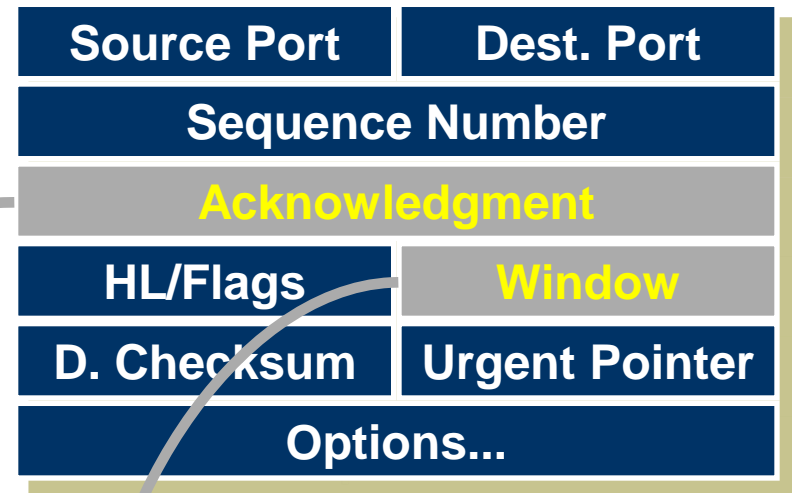 Source Port Dest. Port
Sequence Number
Acknowledgment
HL/Flags Window
D. Checksum Urgent Pointer
Options...